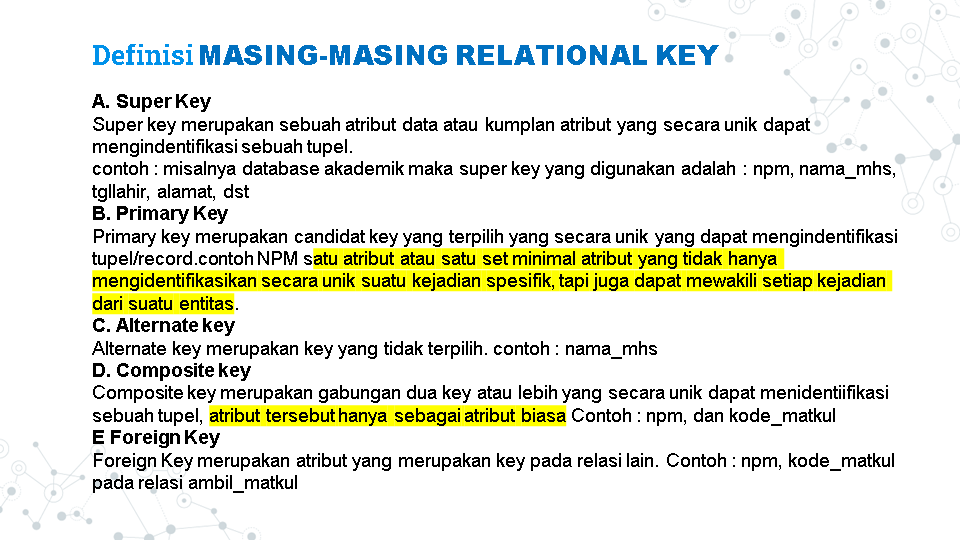 Definisi MASING-MASING RELATIONAL KEY
A. Super Key
Super key merupakan sebuah atribut data atau kumplan atribut yang secara unik dapat
mengindentifikasi sebuah tupel.
contoh : misalnya database akademik maka super key yang digunakan adalah : npm, nama_mhs,
tgllahir, alamat, dst
B. Primary Key
Primary key merupakan candidat key yang terpilih yang secara unik yang dapat mengindentifikasi
tupel/record.contoh NPM satu atribut atau satu set minimal atribut yang tidak hanya
mengidentifikasikan secara unik suatu kejadian spesifik, tapi juga dapat mewakili setiap kejadian
dari suatu entitas.
C. Alternate key
Alternate key merupakan key yang tidak terpilih. contoh : nama_mhs
D. Composite key
Composite key merupakan gabungan dua key atau lebih yang secara unik dapat menidentiifikasi
sebuah tupel, atribut tersebut hanya sebagai atribut biasa Contoh : npm, dan kode_matkul
E Foreign Key
Foreign Key merupakan atribut yang merupakan key pada relasi lain. Contoh : npm, kode_matkul
pada relasi ambil_matkul